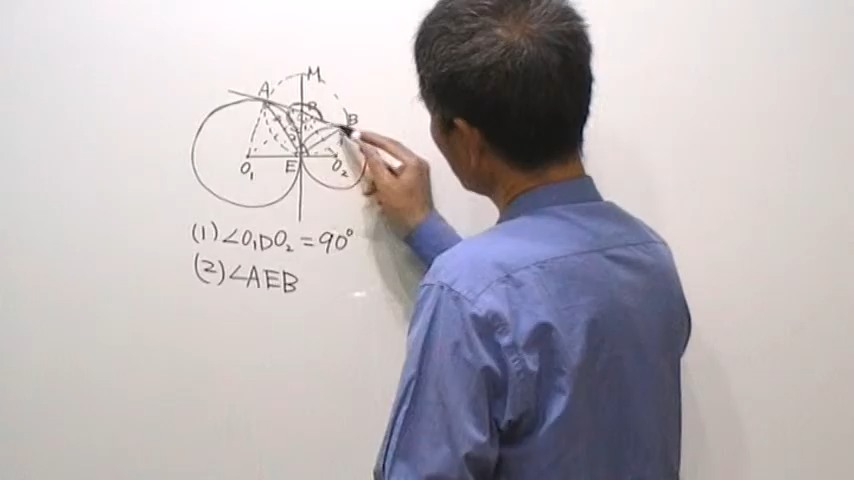 M
A
B
O₁ E O₂
(1) ∠O₁DO₂ = 90°
(2) ∠AEB